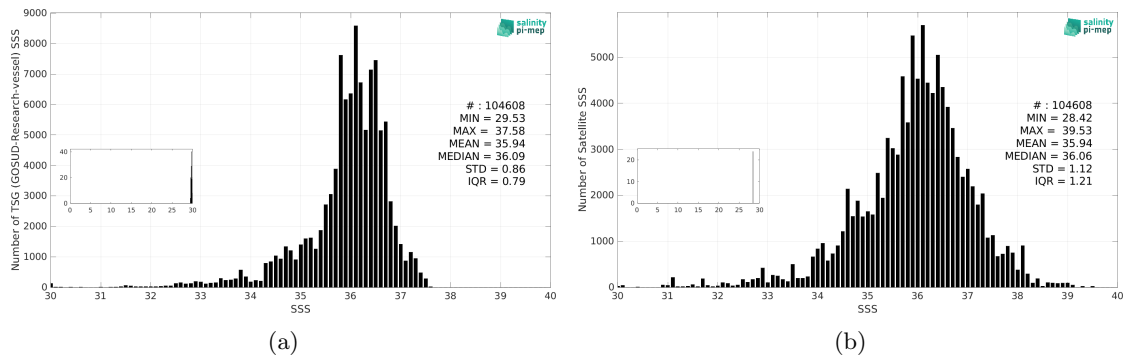 salinity
pi-mep
Number of TSG (GOSUD-Research-vessel) SSS
9000
8000
7000
6000
5000
4000
3000
2000
1000
0
# : 104608
MIN = 29.53
MAX = 37.58
MEAN = 35.94
MEDIAN = 36.09
STD = 0.86
IQR = 0.79
40
20
0
0 5 10 15 20 25 30
30 31 32 33 34 35 36 37 38 39 40
SSS
(a)
salinity
pi-mep
Number of Satellite SSS
5000
4000
3000
2000
1000
0
# : 104608
MIN = 28.42
MAX = 39.53
MEAN = 35.94
MEDIAN = 36.06
STD = 1.12
IQR = 1.21
20
10
0
0 5 10 15 20 25 30
30 31 32 33 34 35 36 37 38 39 40
SSS
(b)